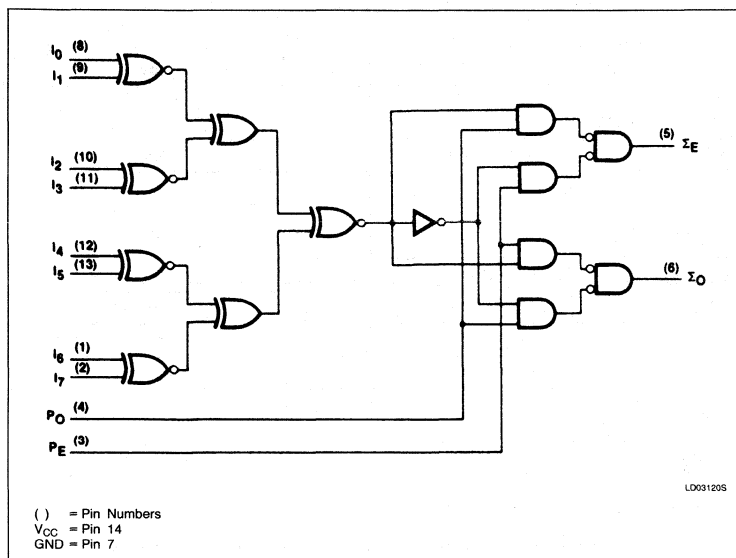 I0 (8)
I1 (9)
I2 (10)
I3 (11)
I4 (12)
I5 (13)
I6 (1)
I7 (2)
PO (4)
PE (3)
(5) ΣE
(6) ΣO
LD03120S
( ) = Pin Numbers
VCC = Pin 14
GND = Pin 7